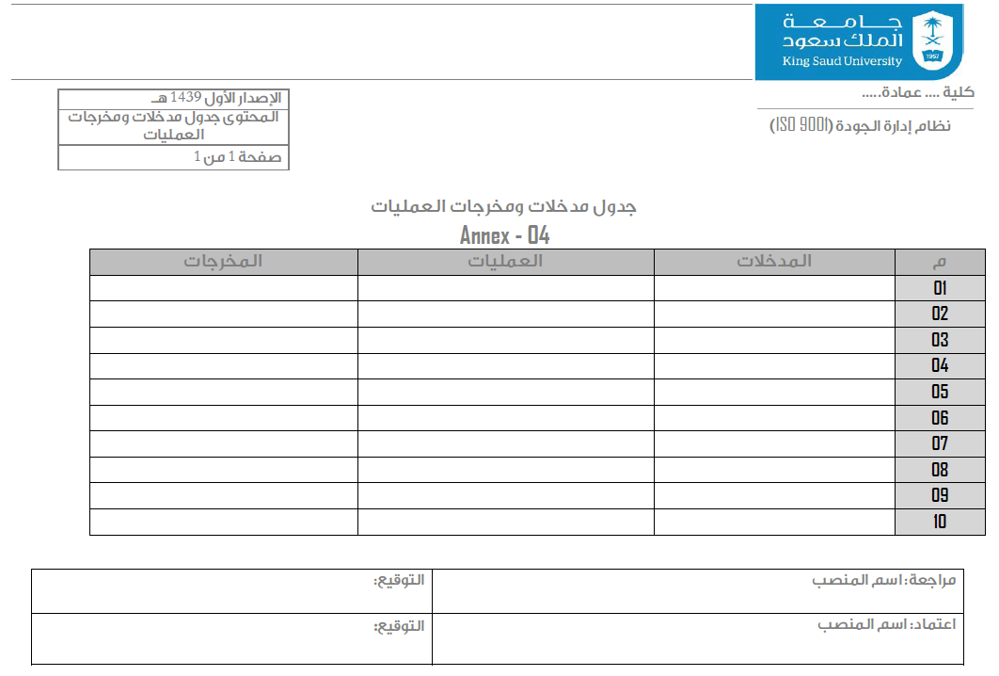 جامعة
الملك سعود
King Saud University
1957
كلية .... عمادة.....
نظام إدارة الجودة (ISO 9001)
الإصدار الأول 1439 هـ
المحتوى جدول مدخلات ومخرجات
العمليات
صفحة 1 من 1
جدول مدخلات ومخرجات العمليات
Annex - 04
م المدخلات العمليات المخرجات
01
02
03
04
05
06
07
08
09
10
مراجعة: اسم المنصب التوقيع:
اعتماد: اسم المنصب التوقيع: